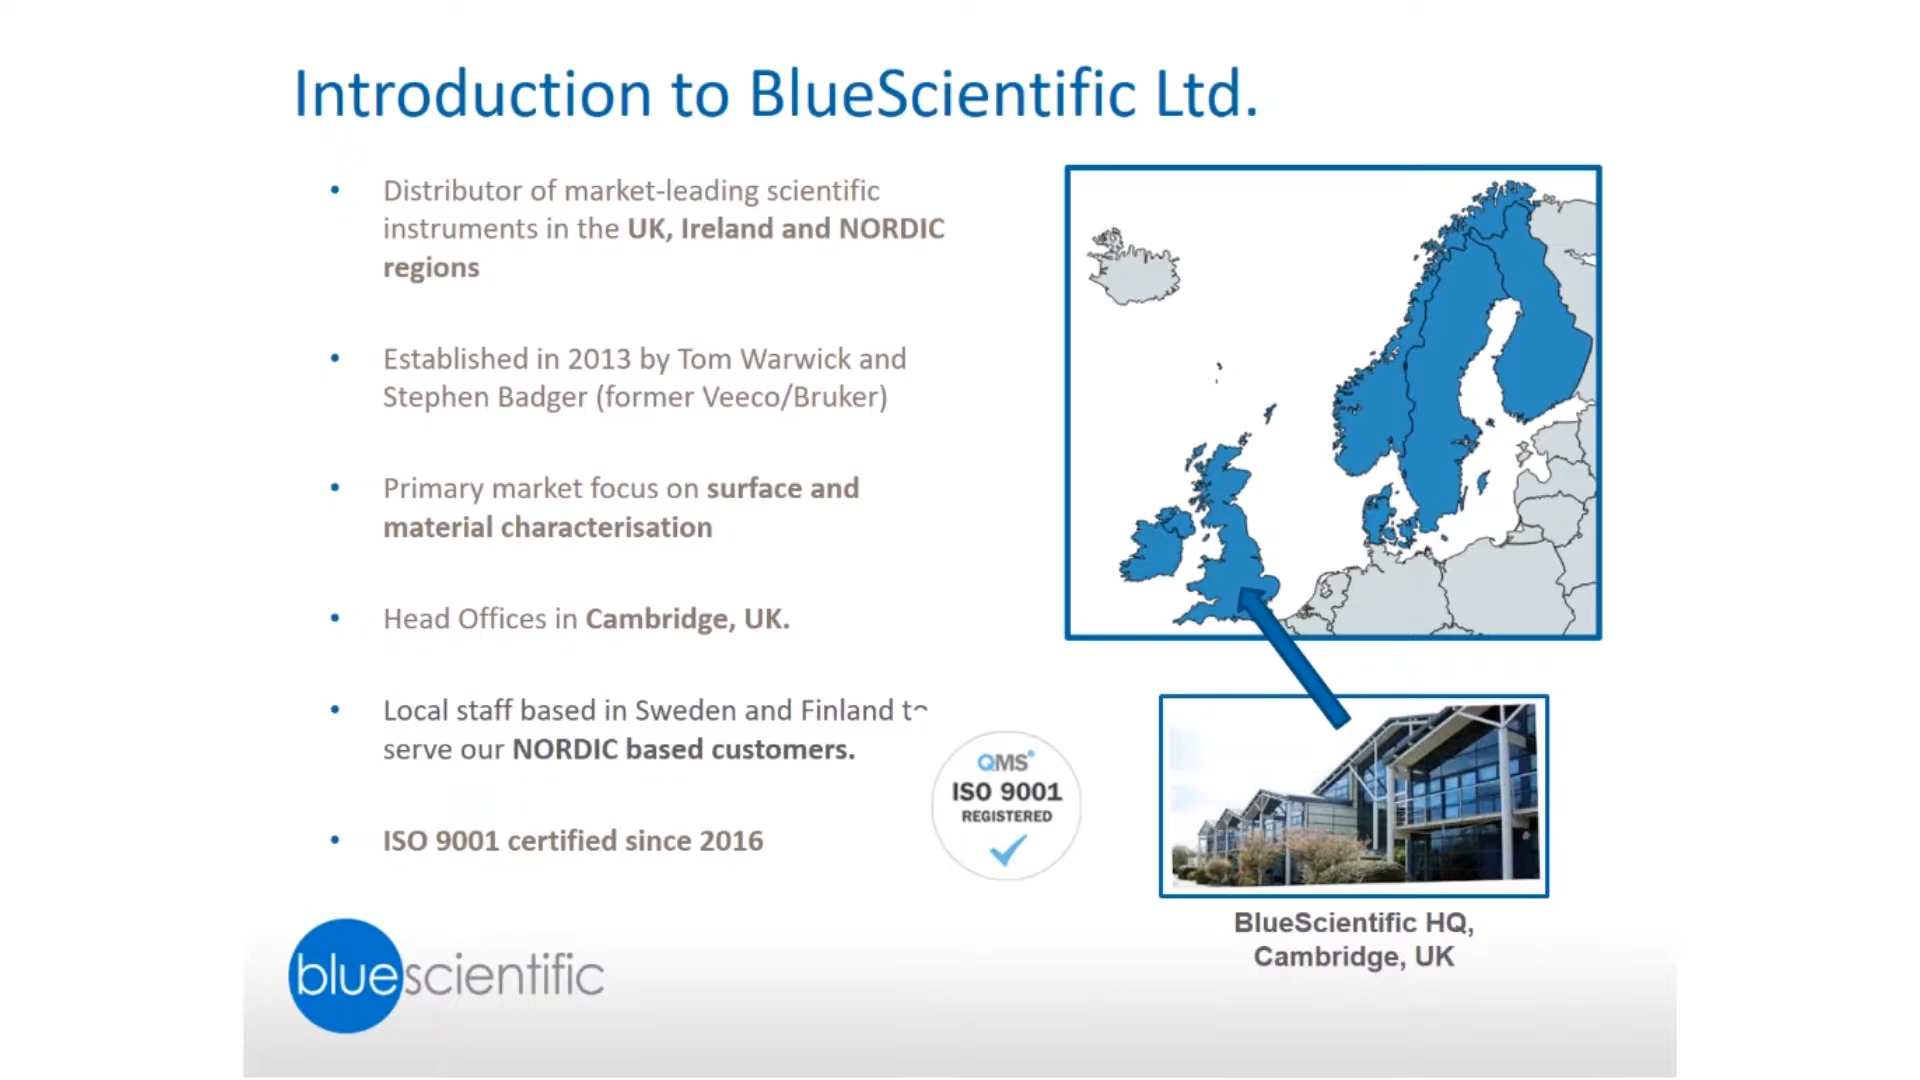 Introduction to BlueScientific Ltd.
• Distributor of market-leading scientific
instruments in the UK, Ireland and NORDIC
regions
• Established in 2013 by Tom Warwick and
Stephen Badger (former Veeco/Bruker)
• Primary market focus on surface and
material characterisation
• Head Offices in Cambridge, UK.
• Local staff based in Sweden and Finland to
serve our NORDIC based customers.
• ISO 9001 certified since 2016
QMS
ISO 9001
REGISTERED
BlueScientific HQ,
Cambridge, UK
bluescientific